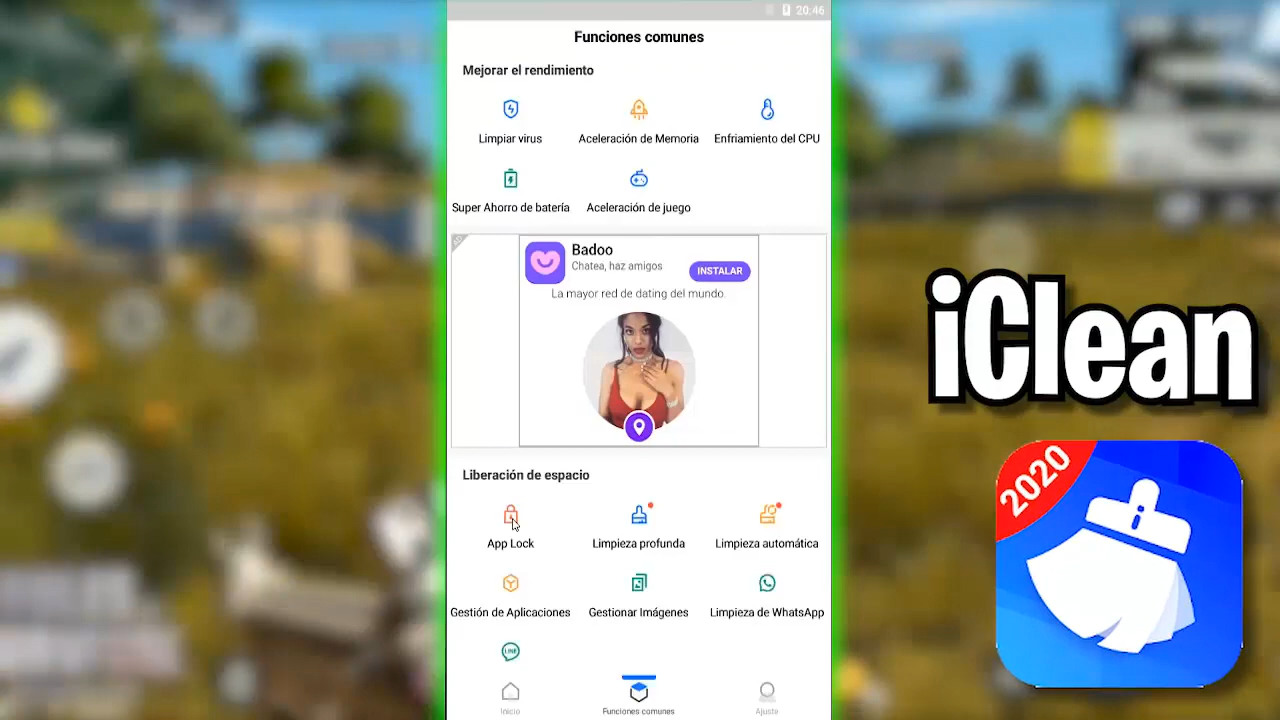 20:46
Funciones comunes
Mejorar el rendimiento
Limpiar virus
Aceleración de Memoria
Enfriamiento del CPU
Super Ahorro de batería
Aceleración de juego
Badoo
Chatea, haz amigos
INSTALAR
La mayor red de dating del mundo.
Liberación de espacio
App Lock
Limpieza profunda
Limpieza automática
Gestión de Aplicaciones
Gestionar Imágenes
Limpieza de WhatsApp
LINE
Inicio
Funciones comunes
Ajuste
iClean
2020
i